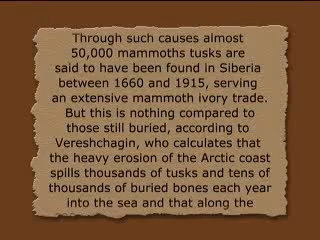 Through such causes almost
50,000 mammoths tusks are
said to have been found in Siberia
between 1660 and 1915, serving
an extensive mammoth ivory trade.
But this is nothing compared to
those still buried, according to
Vereshchagin, who calculates that
the heavy erosion of the Arctic coast
spills thousands of tusks and tens of
thousands of buried bones each year
into the sea and that along the